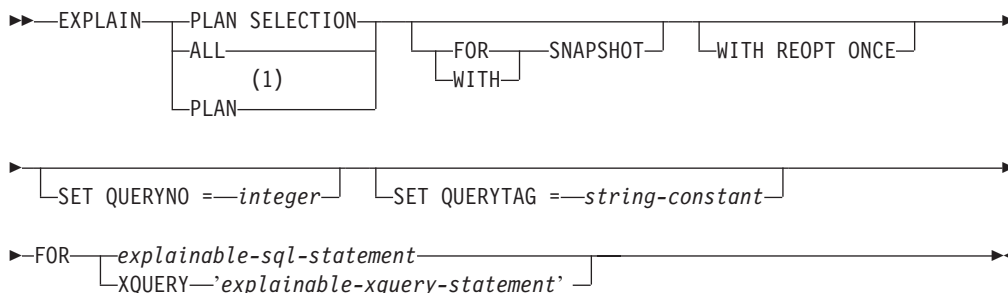 EXPLAIN PLAN SELECTION
ALL FOR SNAPSHOT WITH REOPT ONCE
(1) WITH
PLAN
SET QUERYNO = integer SET QUERYTAG = string-constant
FOR explainable-sql-statement
XQUERY 'explainable-xquery-statement'